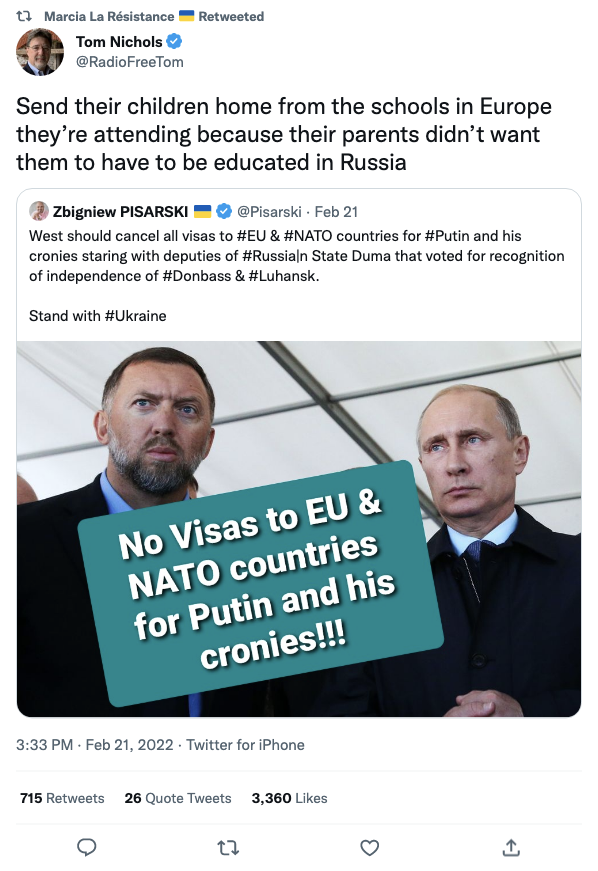 Marcia La Résistance 🇺🇦 Retweeted
Tom Nichols
@RadioFreeTom
Send their children home from the schools in Europe
they’re attending because their parents didn’t want
them to have to be educated in Russia
Zbigniew PISARSKI 🇺🇦 @Pisarski · Feb 21
West should cancel all visas to #EU & #NATO countries for #Putin and his
cronies staring with deputies of #Russia|n State Duma that voted for recognition
of independence of #Donbass & #Luhansk.
Stand with #Ukraine
No Visas to EU &
NATO countries
for Putin and his
cronies!!!
3:33 PM · Feb 21, 2022 · Twitter for iPhone
715 Retweets 26 Quote Tweets 3,360 Likes